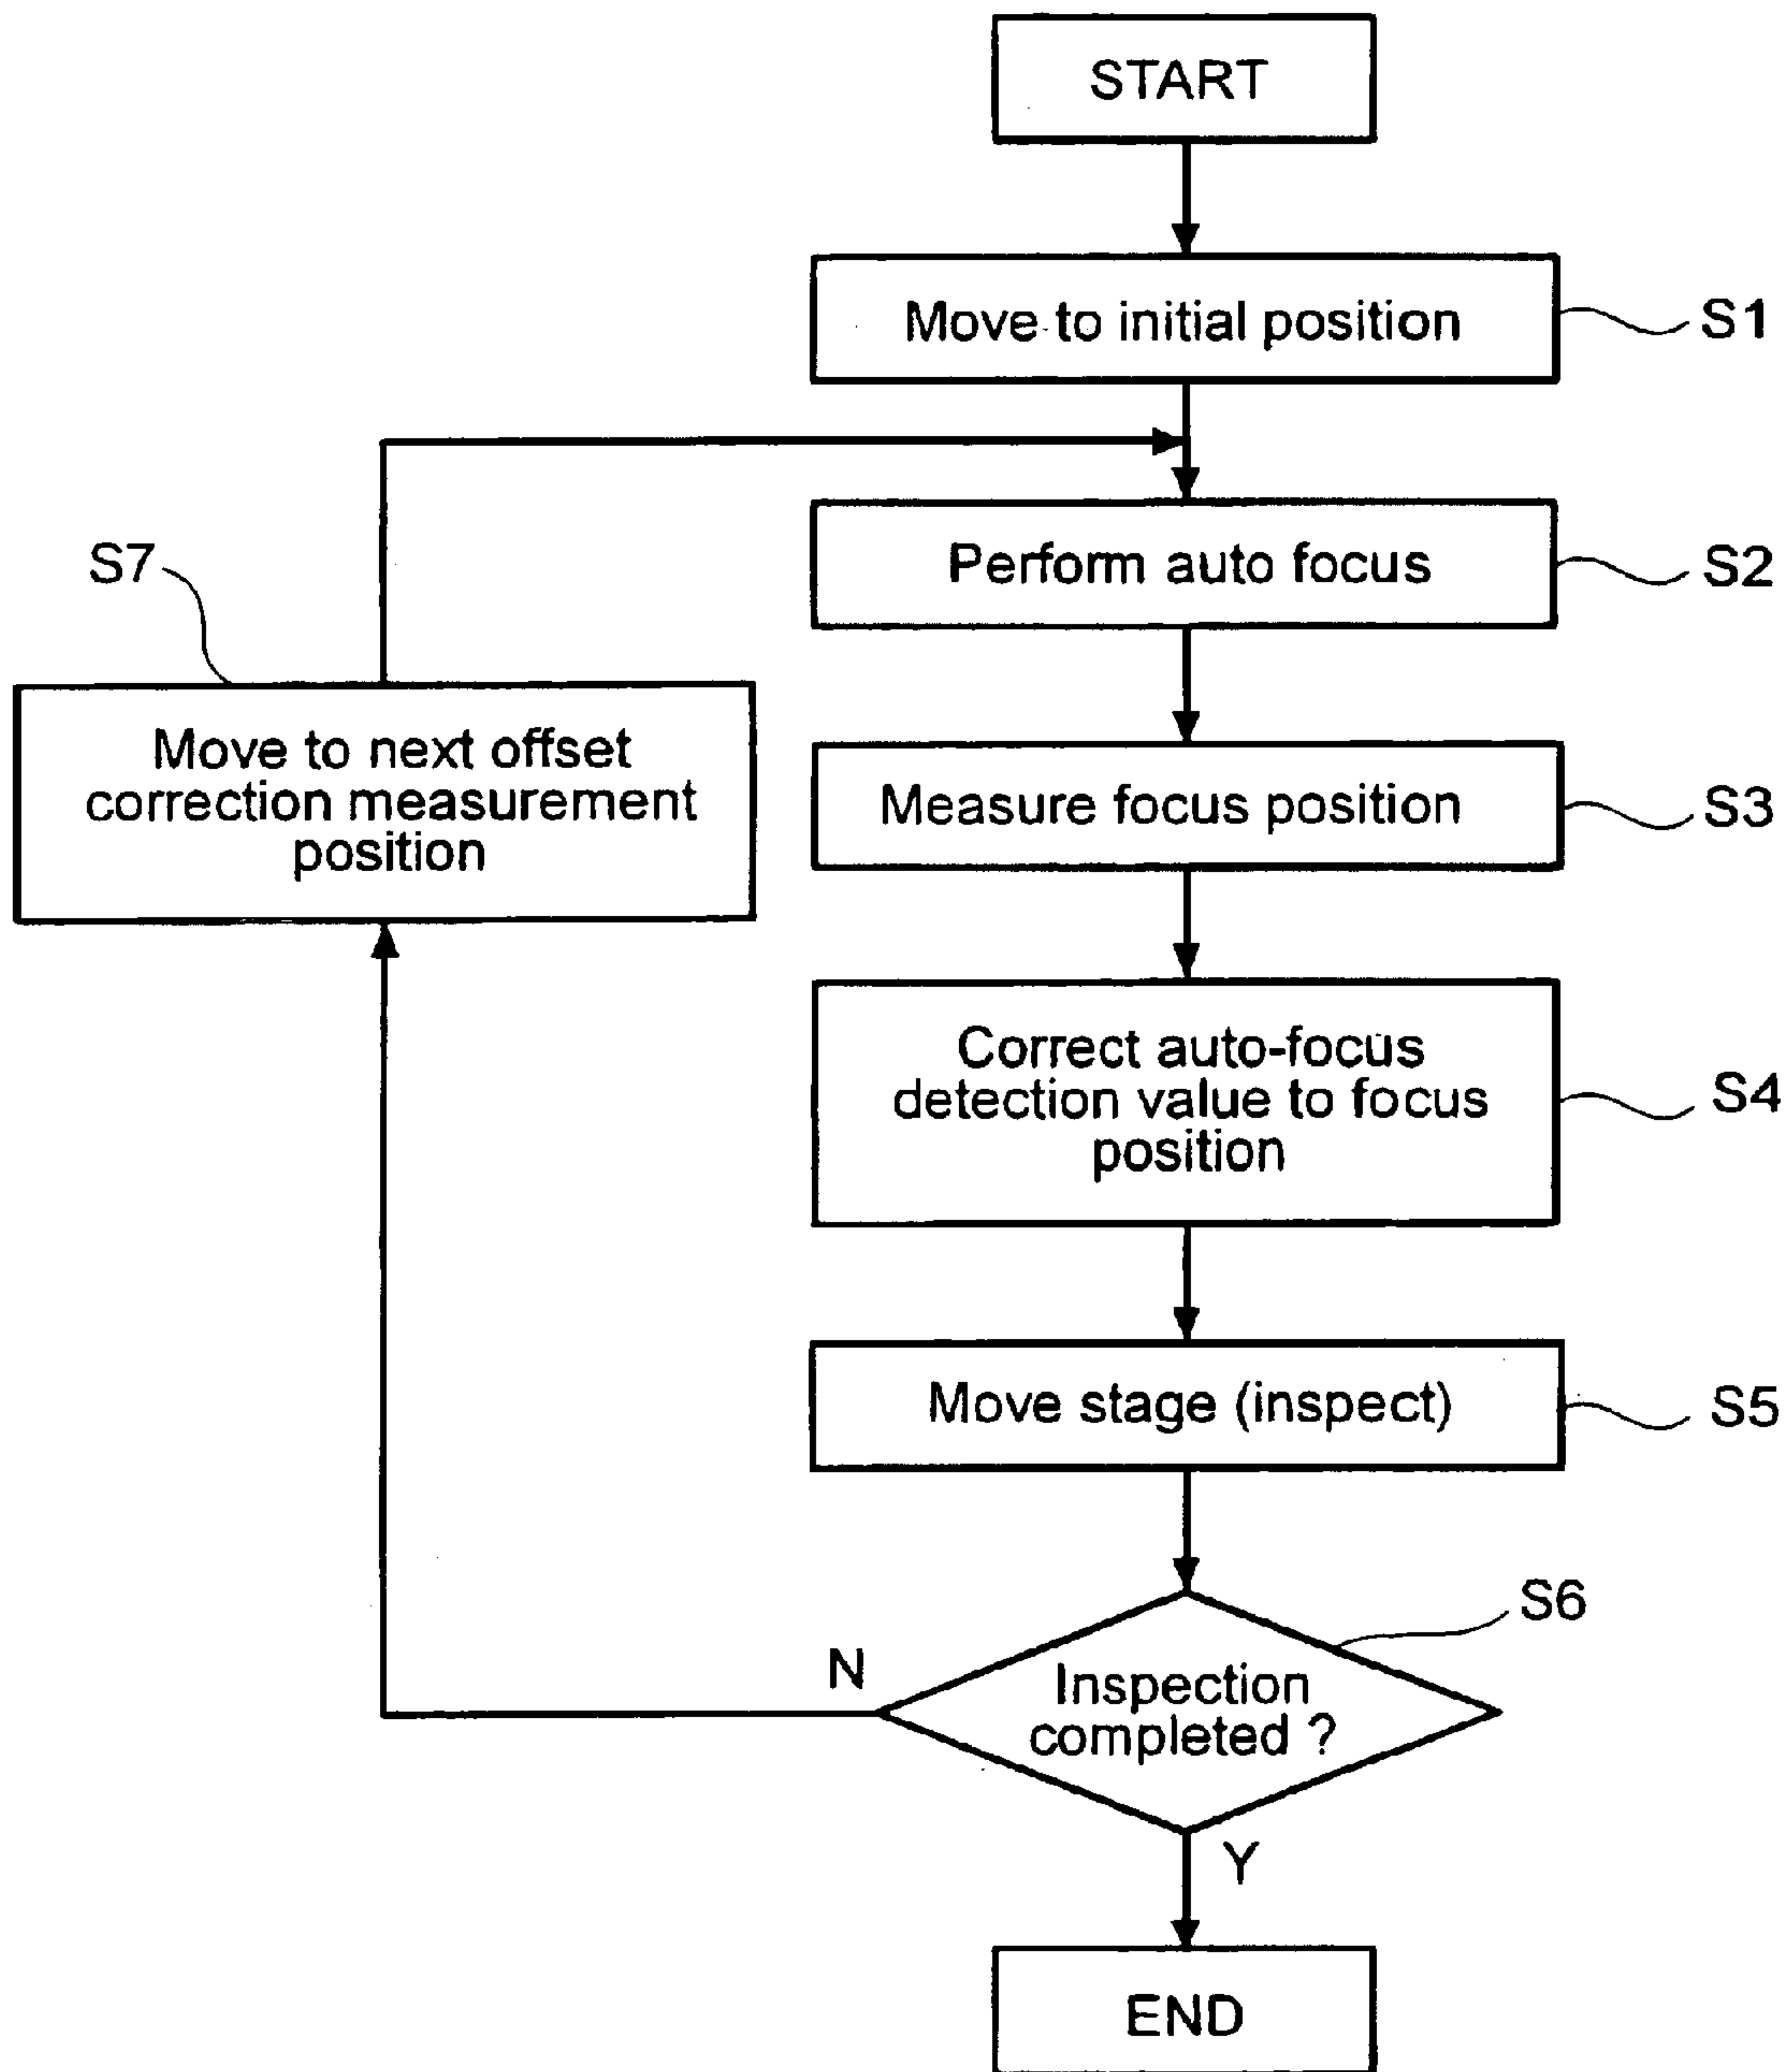 START
Move to initial position
S1
Perform auto focus
S2
S7
Move to next offset
correction measurement
position
Measure focus position
S3
Correct auto-focus
detection value to focus
position
S4
Move stage (inspect)
S5
S6
N
Inspection
completed ?
Y
END